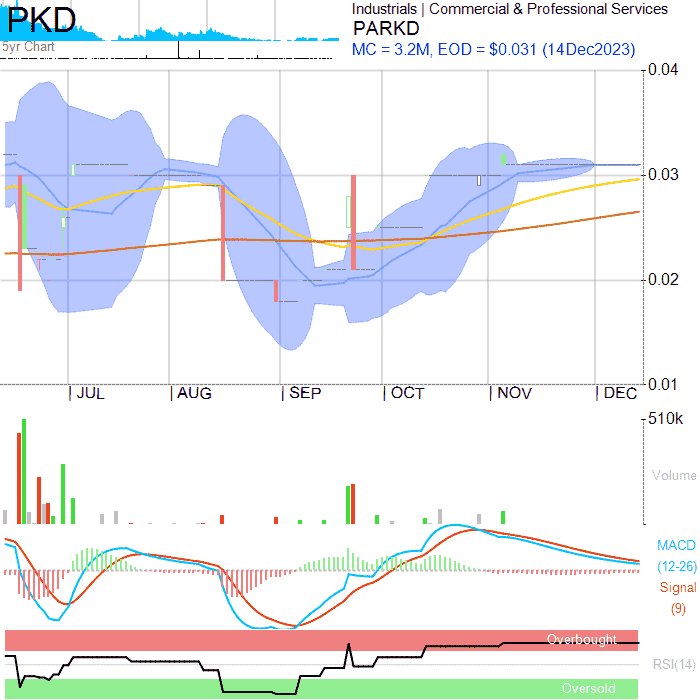 PKD
5yr Chart
Industrials | Commercial & Professional Services
PARKD
MC = 3.2M, EOD = $0.031 (14Dec2023)
0.04
0.03
0.02
0.01
| JUL | AUG | SEP | OCT | NOV | DEC
510k
Volume
MACD
(12-26)
Signal
(9)
Overbought
RSI(14)
Oversold